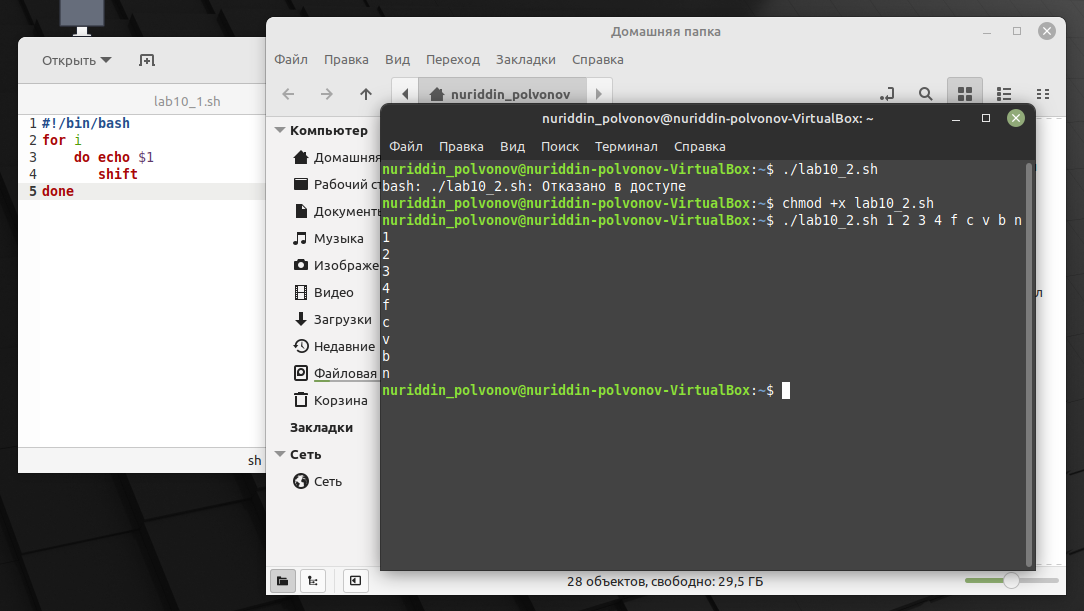 Открыть
lab10_1.sh
1 #!/bin/bash
2 for i
3 do echo $1
4 shift
5 done
sh
Домашняя папка
Файл Правка Вид Переход Закладки Справка
nuriddin_polvonov
Компьютер
Домашняя
Рабочий ст
Документы
Музыка
Изображе
Видео
Загрузки
Недавние
Файловая
Корзина
Закладки
Сеть
Сеть
28 объектов, свободно: 29,5 ГБ
nuriddin_polvonov@nuriddin-polvonov-VirtualBox: ~
Файл Правка Вид Поиск Терминал Справка
nuriddin_polvonov@nuriddin-polvonov-VirtualBox:~$ ./lab10_2.sh
bash: ./lab10_2.sh: Отказано в доступе
nuriddin_polvonov@nuriddin-polvonov-VirtualBox:~$ chmod +x lab10_2.sh
nuriddin_polvonov@nuriddin-polvonov-VirtualBox:~$ ./lab10_2.sh 1 2 3 4 f c v b n
1
2
3
4
f
c
v
b
n
nuriddin_polvonov@nuriddin-polvonov-VirtualBox:~$